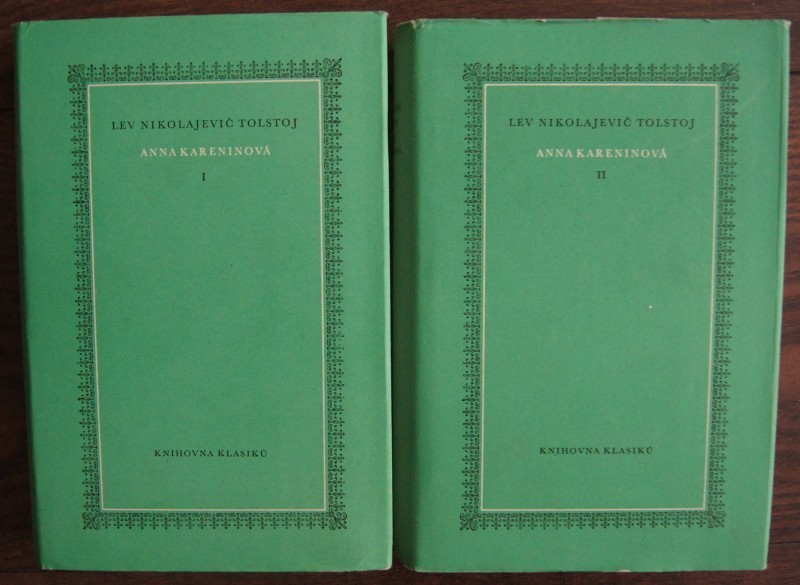 LEV NIKOLAJEVIČ TOLSTOJ
ANNA KARENINOVÁ
I
KNIHOVNA KLASIKŮ
LEV NIKOLAJEVIČ TOLSTOJ
ANNA KARENINOVÁ
II
KNIHOVNA KLASIKŮ